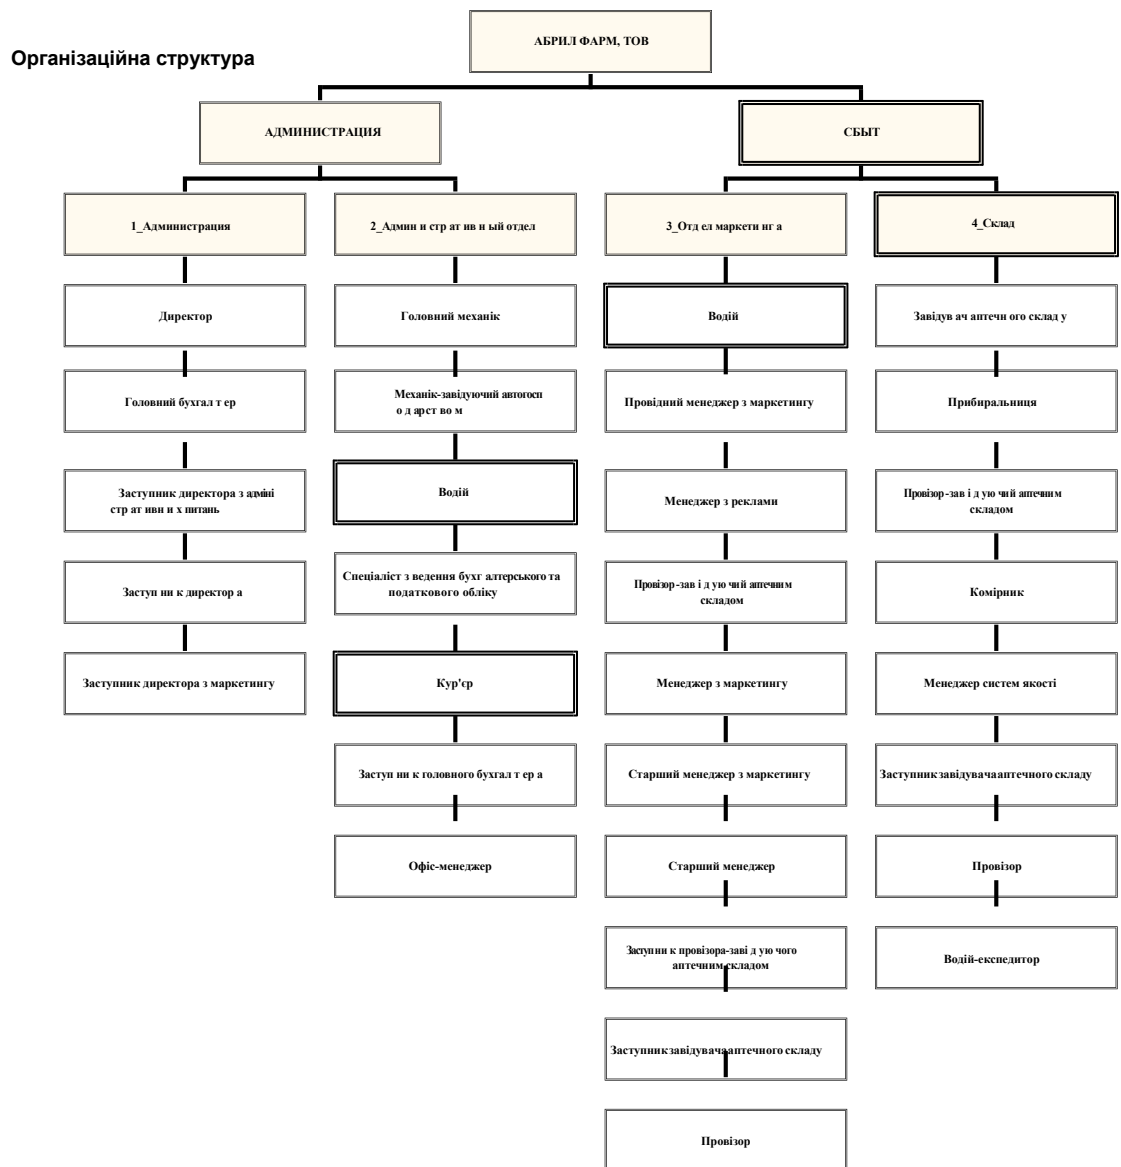 АБРИЛ ФАРМ, ТОВ
Організаційна структура
АДМИНИСТРАЦИЯ
СБЫТ
1_Администрация
2_Админ и стр ат ив н ый отдел
3_Отд ел маркети нг а
4_Склад
Директор
Головний механік
Водій
Завідув ач аптечн ого склад у
Головний бухгал т ер
Механік-завідуючий автогосп
о д арст во м
Провідний менеджер з маркетингу
Прибиральниця
Заступник директора з адміні
стр ат ивн и х питань
Водій
Менеджер з реклами
Провізор-зав і д ую чий аптечним
складом
Заступ ни к директор а
Спеціаліст з ведення бухг алтерського та
податкового обліку
Провізор-зав і д ую чий аптечним
складом
Комірник
Заступник директора з маркетингу
Кур'єр
Менеджер з маркетингу
Менеджер систем якості
Заступ ни к головного бухгал т ер а
Старший менеджер з маркетингу
Заступник завідувача аптечного складу
Офіс-менеджер
Старший менеджер
Провізор
Заступни к провізора-заві д ую чого
аптечним складом
Водій-експедитор
Заступник завідувача аптечного складу
Провізор